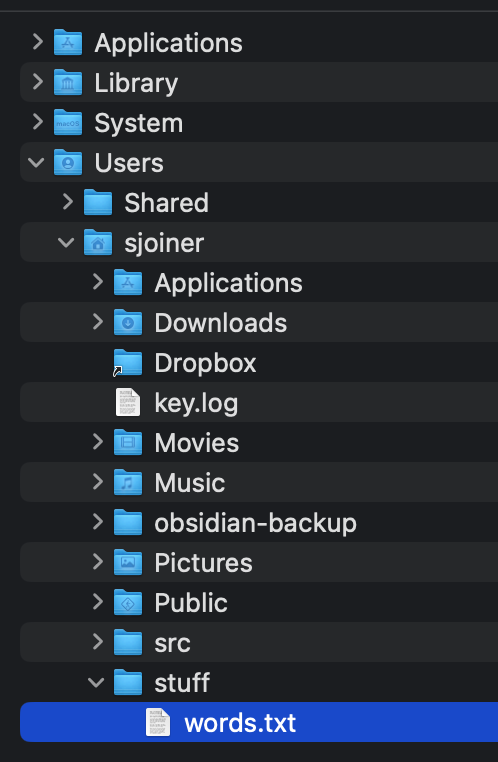 Applications
Library
System
Users
Shared
sjoiner
Applications
Downloads
Dropbox
key.log
Movies
Music
obsidian-backup
Pictures
Public
src
stuff
words.txt